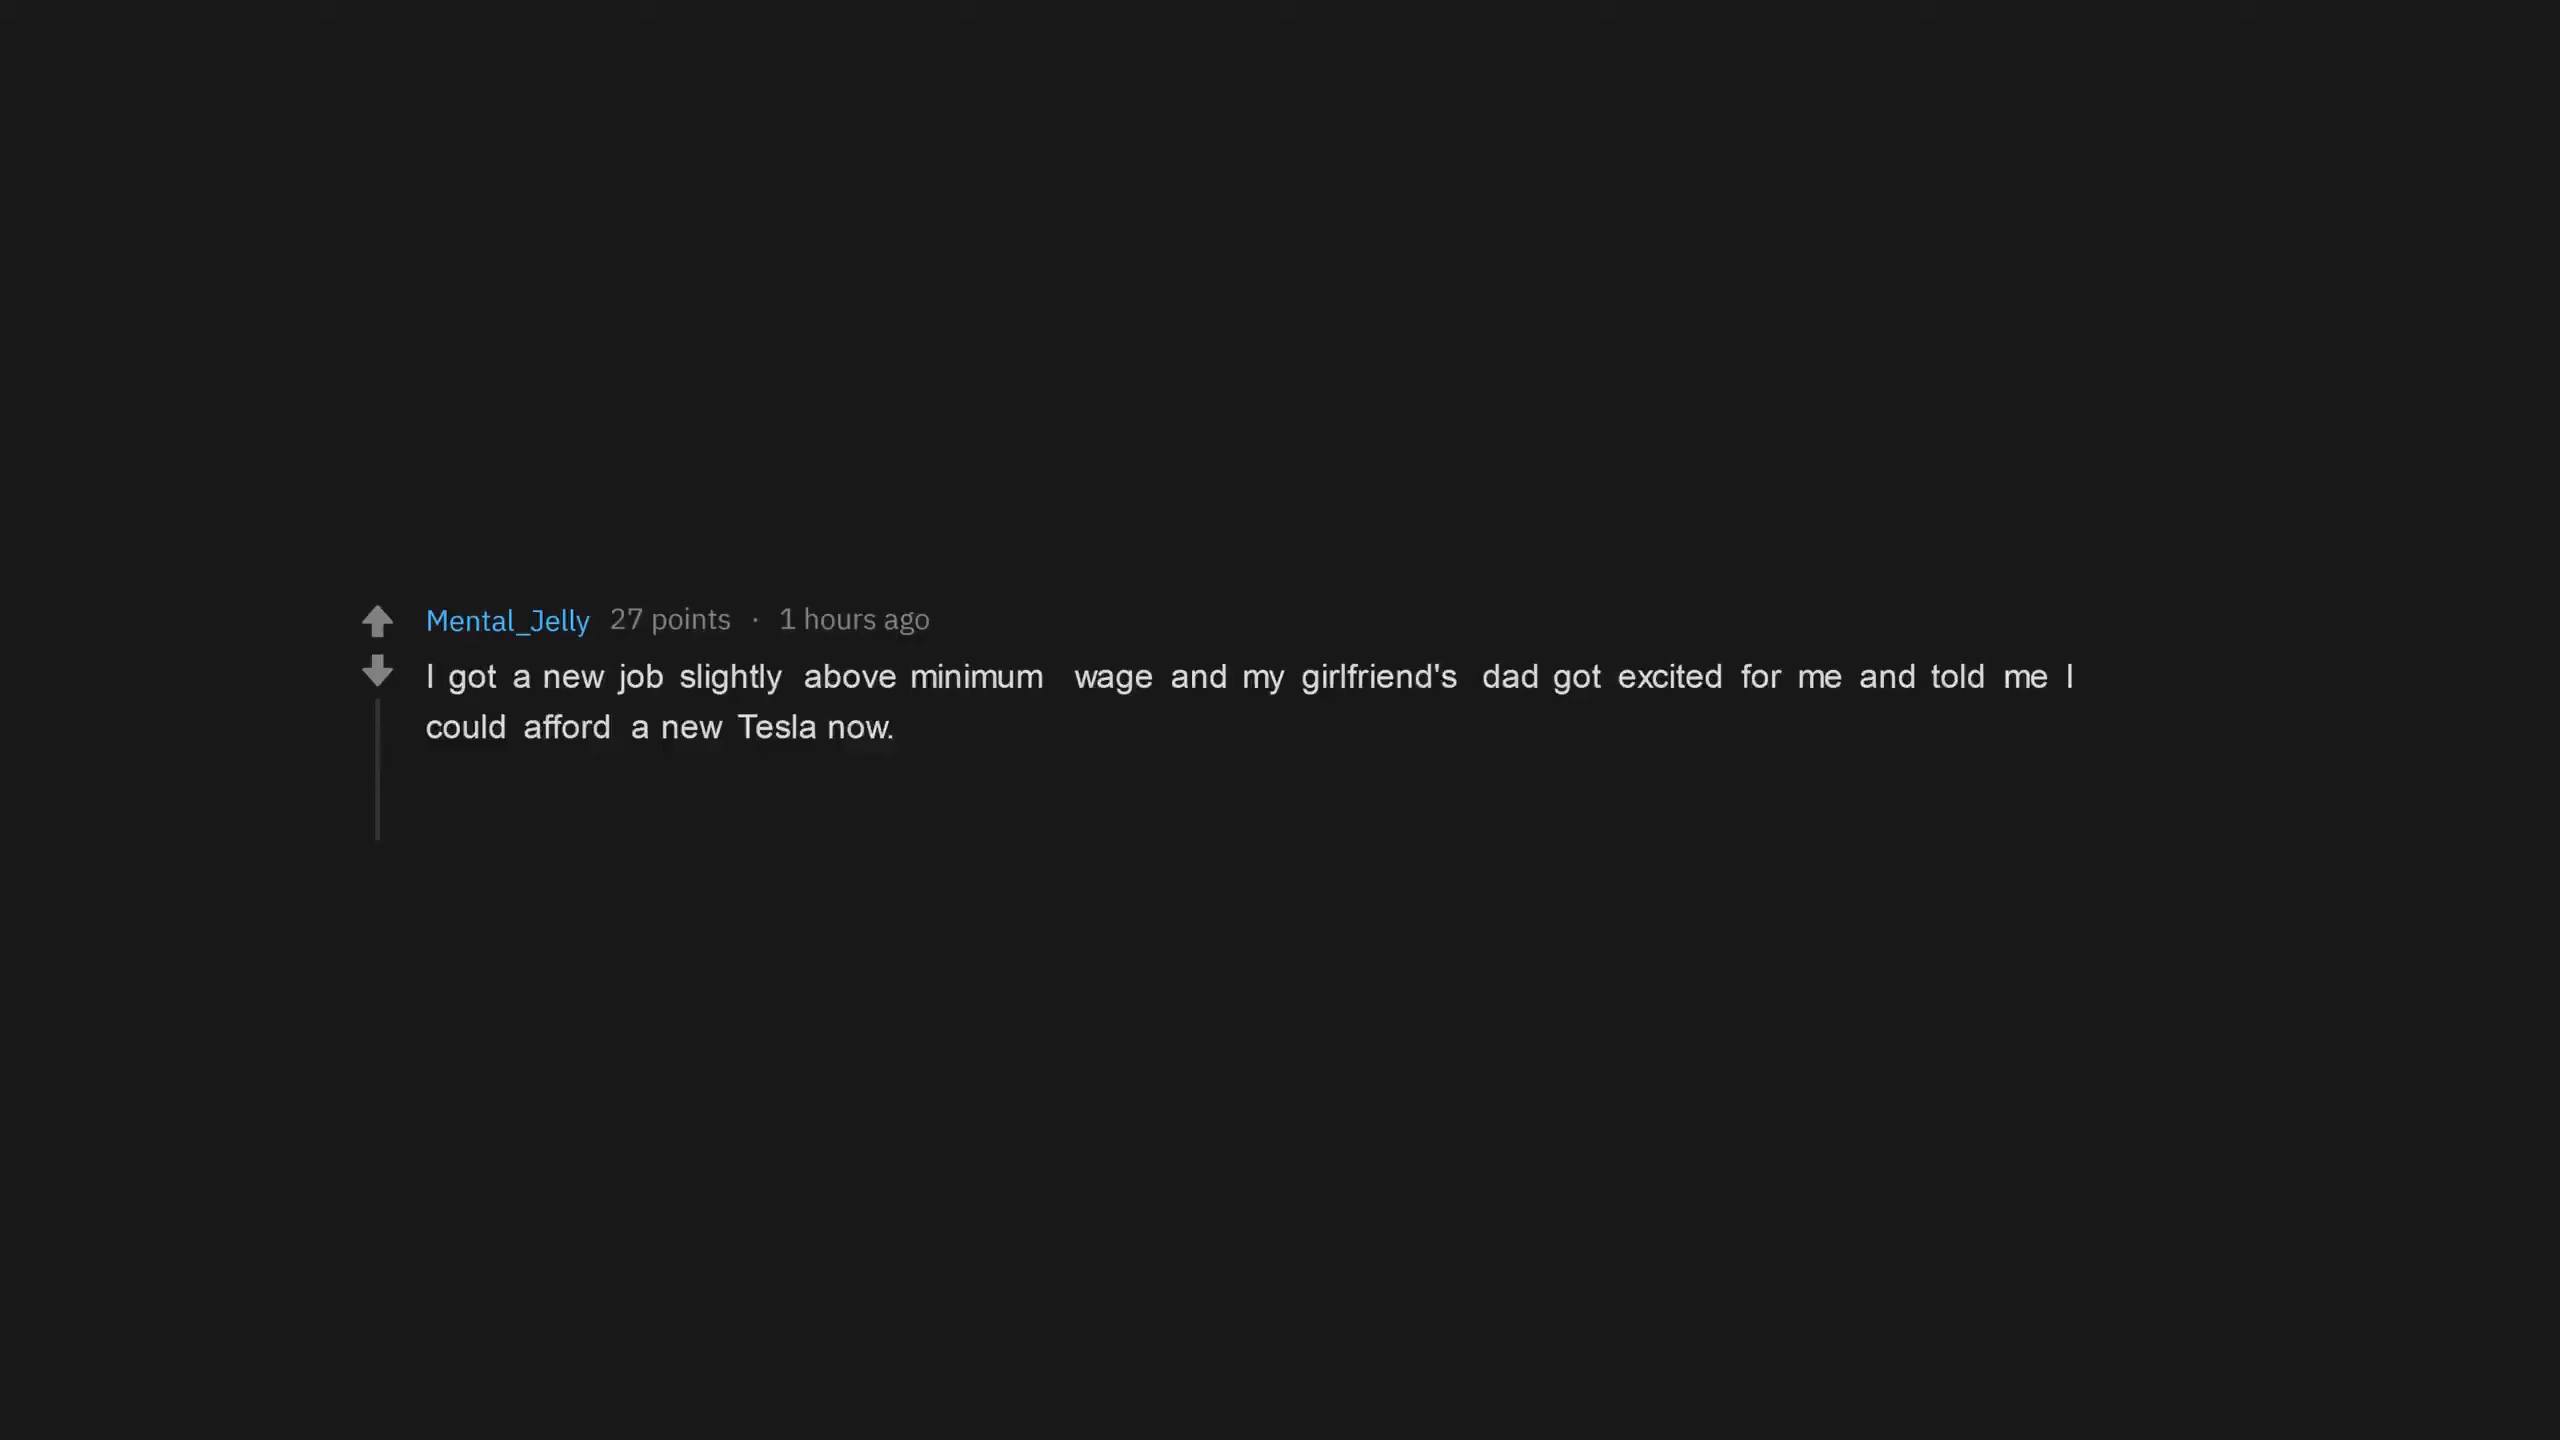 Mental_Jelly 27 points · 1 hours ago
I got a new job slightly above minimum wage and my girlfriend's dad got excited for me and told me I
could afford a new Tesla now.